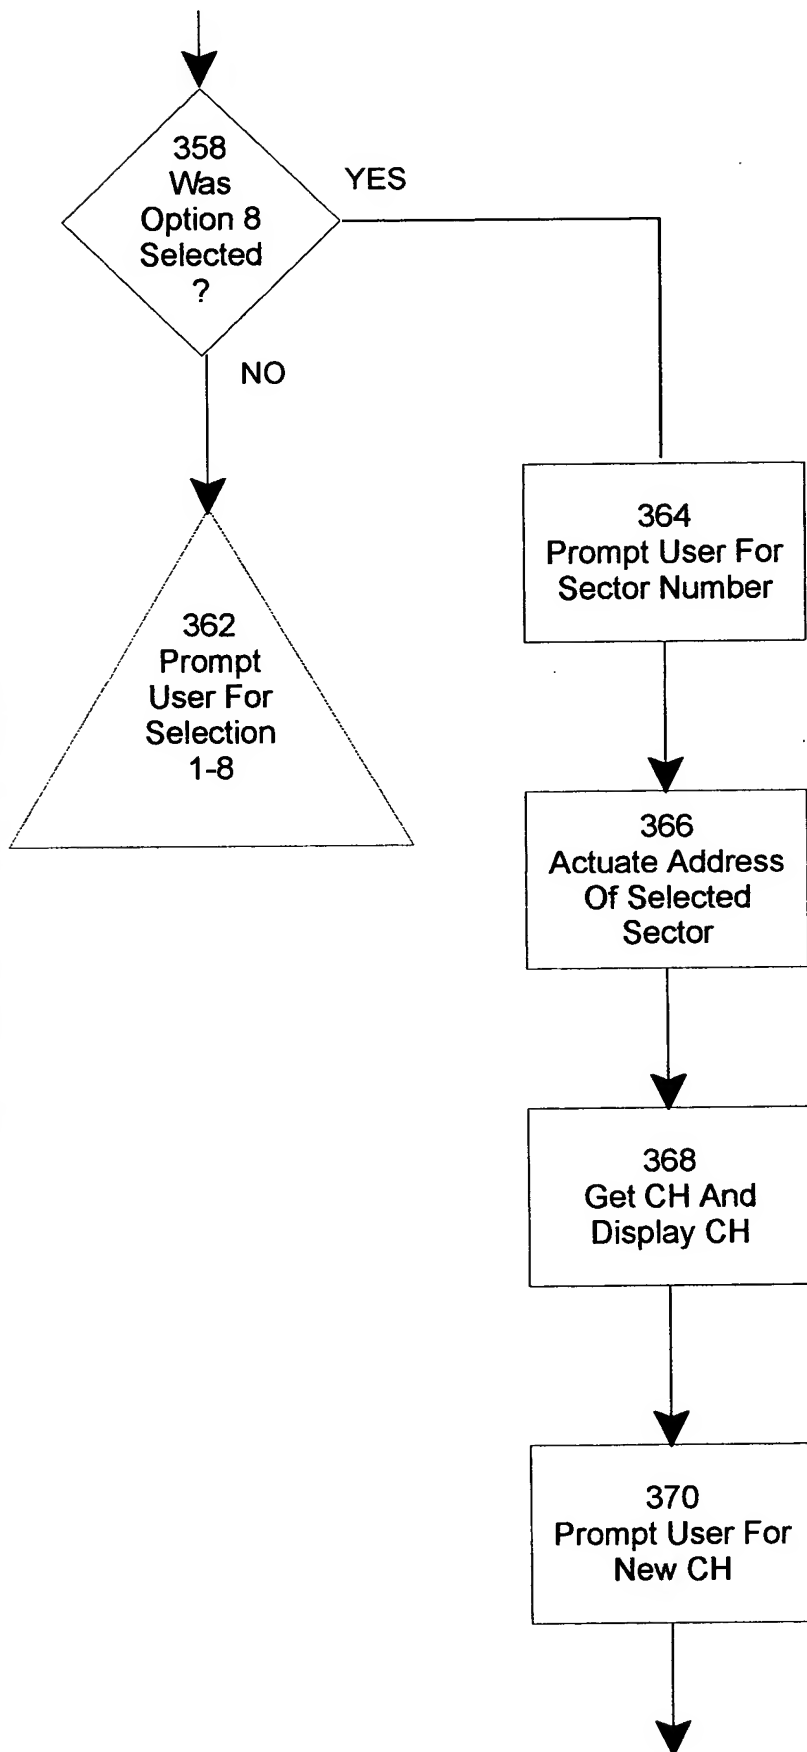 358
Was
Option 8
Selected
?
YES
NO
362
Prompt
User For
Selection
1-8
364
Prompt User For
Sector Number
366
Actuate Address
Of Selected
Sector
368
Get CH And
Display CH
370
Prompt User For
New CH